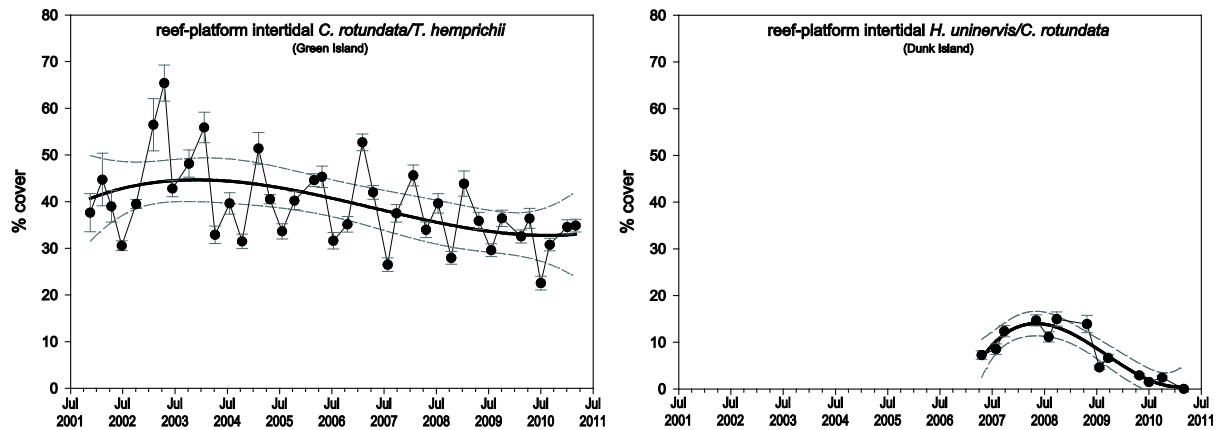 reef-platform intertidal C. rotundata/T. hemprichii
(Green Island)
% cover
80
70
60
50
40
30
20
10
0
Jul Jul Jul Jul Jul Jul Jul Jul Jul Jul Jul
2001 2002 2003 2004 2005 2006 2007 2008 2009 2010 2011
reef-platform intertidal H. uninervis/C. rotundata
(Dunk Island)
% cover
80
70
60
50
40
30
20
10
0
Jul Jul Jul Jul Jul Jul Jul Jul Jul Jul Jul
2001 2002 2003 2004 2005 2006 2007 2008 2009 2010 2011